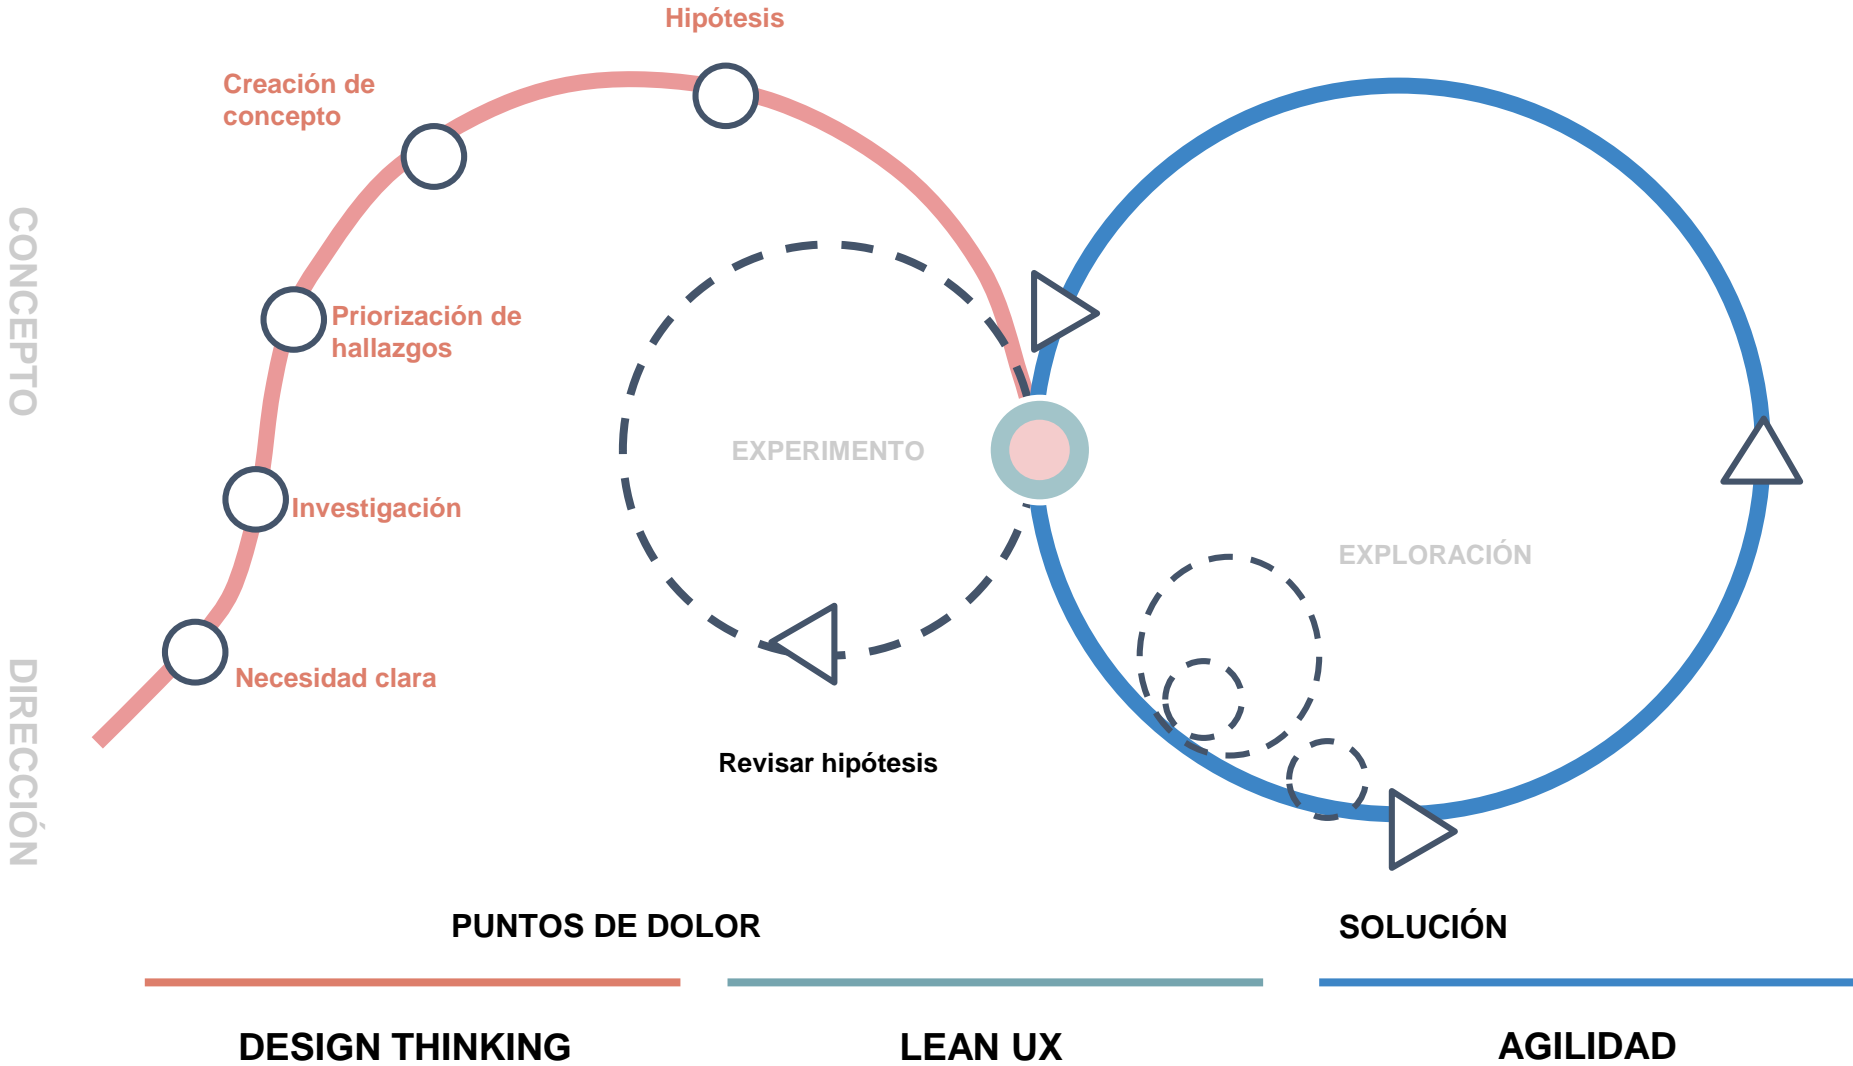 Hipótesis
Creación de
concepto
CONCEPTO
Priorización de
hallazgos
EXPERIMENTO
Investigación
EXPLORACIÓN
DIRECCIÓN
Necesidad clara
Revisar hipótesis
PUNTOS DE DOLOR
SOLUCIÓN
DESIGN THINKING
LEAN UX
AGILIDAD